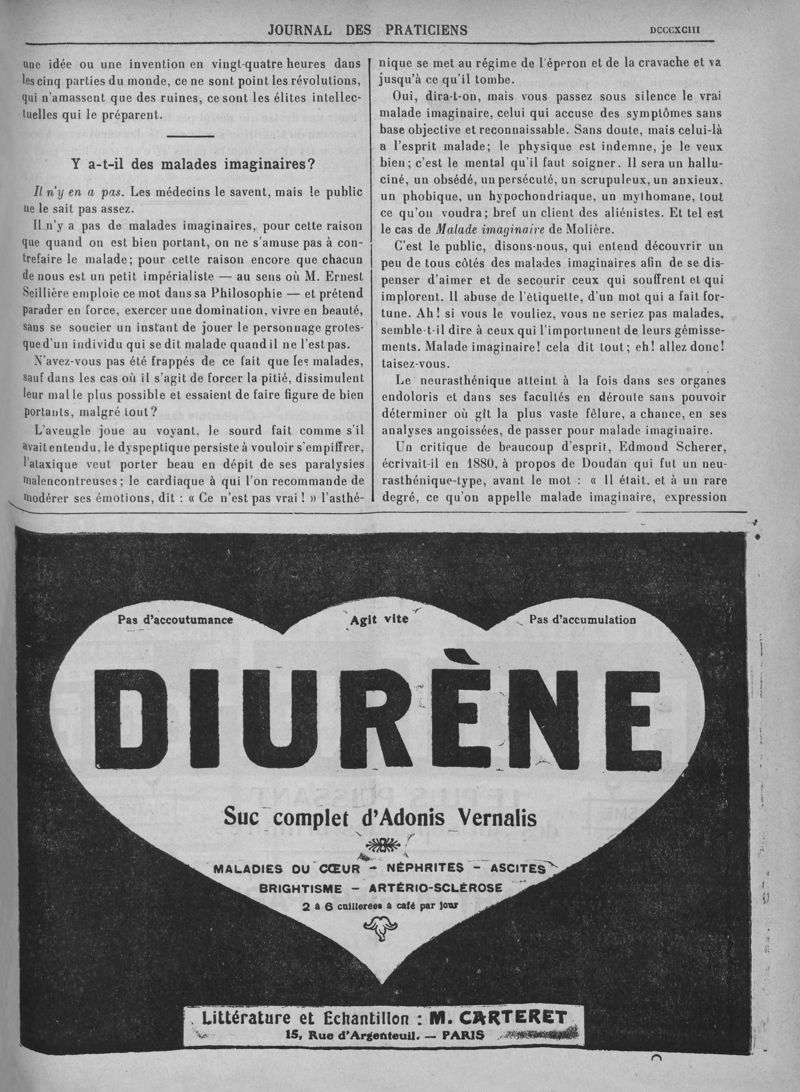 JOURNAL DES PRATICIENS
DCCCXCIII
une idée ou une invention en vingt-quatre heures dans
les cinq parties du monde, ce ne sont point les révolutions,
qui n'amassent que des ruines, ce sont les élites intellec-
tuelles qui le préparent.
Y a-t-il des malades imaginaires?
Il n'y en a pas. Les médecins le savent, mais le public
ne le sait pas assez.
Il n'y a pas de malades imaginaires, pour cette raison
que quand on est bien portant, on ne s'amuse pas à con-
trefaire le malade; pour cette raison encore que chacun
de nous est un petit impérialiste — au sens où M. Ernest
Seillière emploie ce mot dans sa Philosophie — et prétend
parader en force, exercer une domination, vivre en beauté,
sans se soucier un instant de jouer le personnage grotes-
que d'un individu qui se dit malade quand il ne l'est pas.
N'avez-vous pas été frappés de ce fait que les malades,
sauf dans les cas où il s'agit de forcer la pitié, dissimulent
leur mal le plus possible et essaient de faire figure de bien
portants, malgré tout?
L'aveugle joue au voyant, le sourd fait comme s'il
avait entendu, le dyspeptique persiste à vouloir s'empiffrer,
l'ataxique veut porter beau en dépit de ses paralysies
malencontreuses; le cardiaque à qui l'on recommande de
modérer ses émotions, dit : « Ce n'est pas vrai ! » l'asthé-
nique se met au régime de l'éperon et de la cravache et va
jusqu'à ce qu'il tombe.
Oui, dira-t-on, mais vous passez sous silence le vrai
malade imaginaire, celui qui accuse des symptômes sans
base objective et reconnaissable. Sans doute, mais celui-là
a l'esprit malade; le physique est indemne, je le veux
bien; c'est le mental qu'il faut soigner. Il sera un hallu-
ciné, un obsédé, un persécuté, un scrupuleux, un anxieux.
un phobique, un hypochondriaque, un mythomane, tout
ce qu'on voudra; bref un client des aliénistes. Et tel est
le cas de Malade imaginaire de Molière.
C'est le public, disons-nous, qui entend découvrir un
peu de tous côtés des malades imaginaires afin de se dis-
penser d'aimer et de secourir ceux qui souffrent et qui
implorent. Il abuse de l'étiquette, d'un mot qui a fait for-
tune. Ah! si vous le vouliez, vous ne seriez pas malades,
semble-t-il dire à ceux qui l'importunent de leurs gémisse-
ments. Malade imaginaire! cela dit tout; eh! allez donc!
taisez-vous.
Le neurasthénique atteint à la fois dans ses organes
endoloris et dans ses facultés en déroute sans pouvoir
déterminer où gît la plus vaste fêlure, a chance, en ses
analyses angoissées, de passer pour malade imaginaire.
Un critique de beaucoup d'esprit, Edmond Scherer,
écrivait-il en 1880, à propos de Doudan qui fut un neu-
rasthénique-type, avant le mot : « Il était, et à un rare
degré, ce qu'on appelle malade imaginaire, expression
Pas d'accoutumance
Agit vite
Pas d'accumulation
DIURÈNE
Suc complet d'Adonis Vernalis
MALADIES DU CŒUR - NÉPHRITES - ASCITES
BRIGHTISME - ARTÉRIO-SCLÉROSE
2 à 6 cuillerées à café par jour
Littérature et Échantillon : M. CARTERET
15, Rue d'Argenteuil. — PARIS